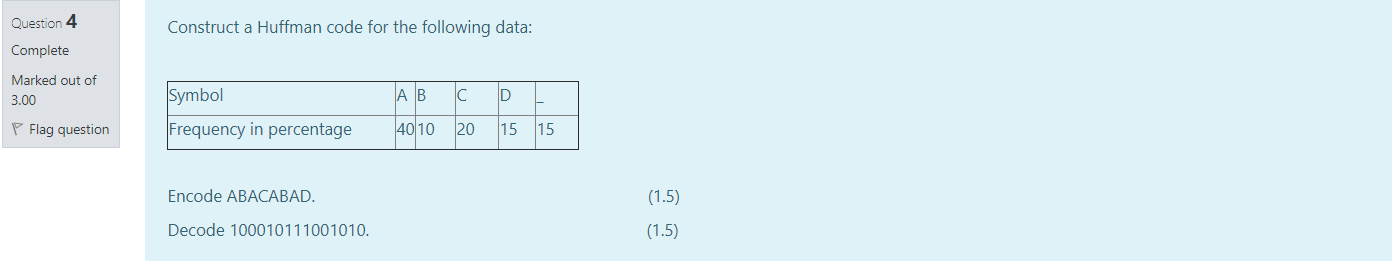 Question 4
Complete
Marked out of
3.00
Flag question
Construct a Huffman code for the following data:
Symbol A B C D _
Frequency in percentage 40 10 20 15 15
Encode ABACABAD. (1.5)
Decode 100010111001010. (1.5)